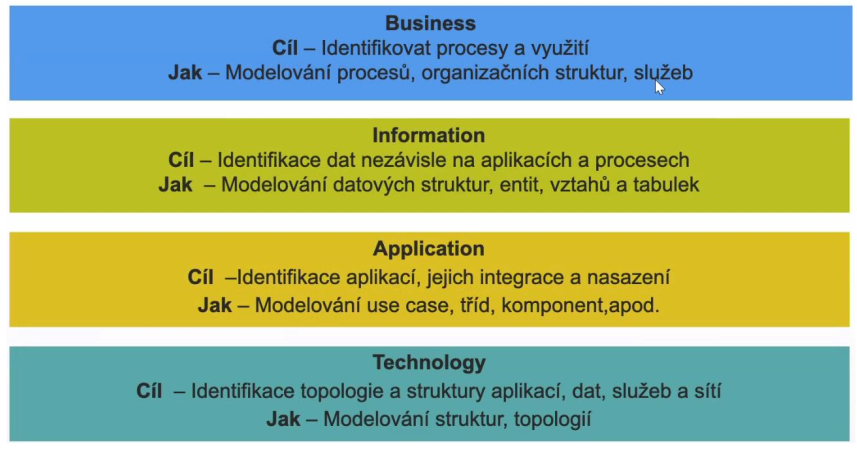 Business
Cíl – Identifikovat procesy a využití
Jak – Modelování procesů, organizačních struktur, služeb
Information
Cíl – Identifikace dat nezávisle na aplikacích a procesech
Jak – Modelování datových struktur, entit, vztahů a tabulek
Application
Cíl –Identifikace aplikací, jejich integrace a nasazení
Jak – Modelování use case, tříd, komponent,apod.
Technology
Cíl – Identifikace topologie a struktury aplikací, dat, služeb a sítí
Jak – Modelování struktur, topologií